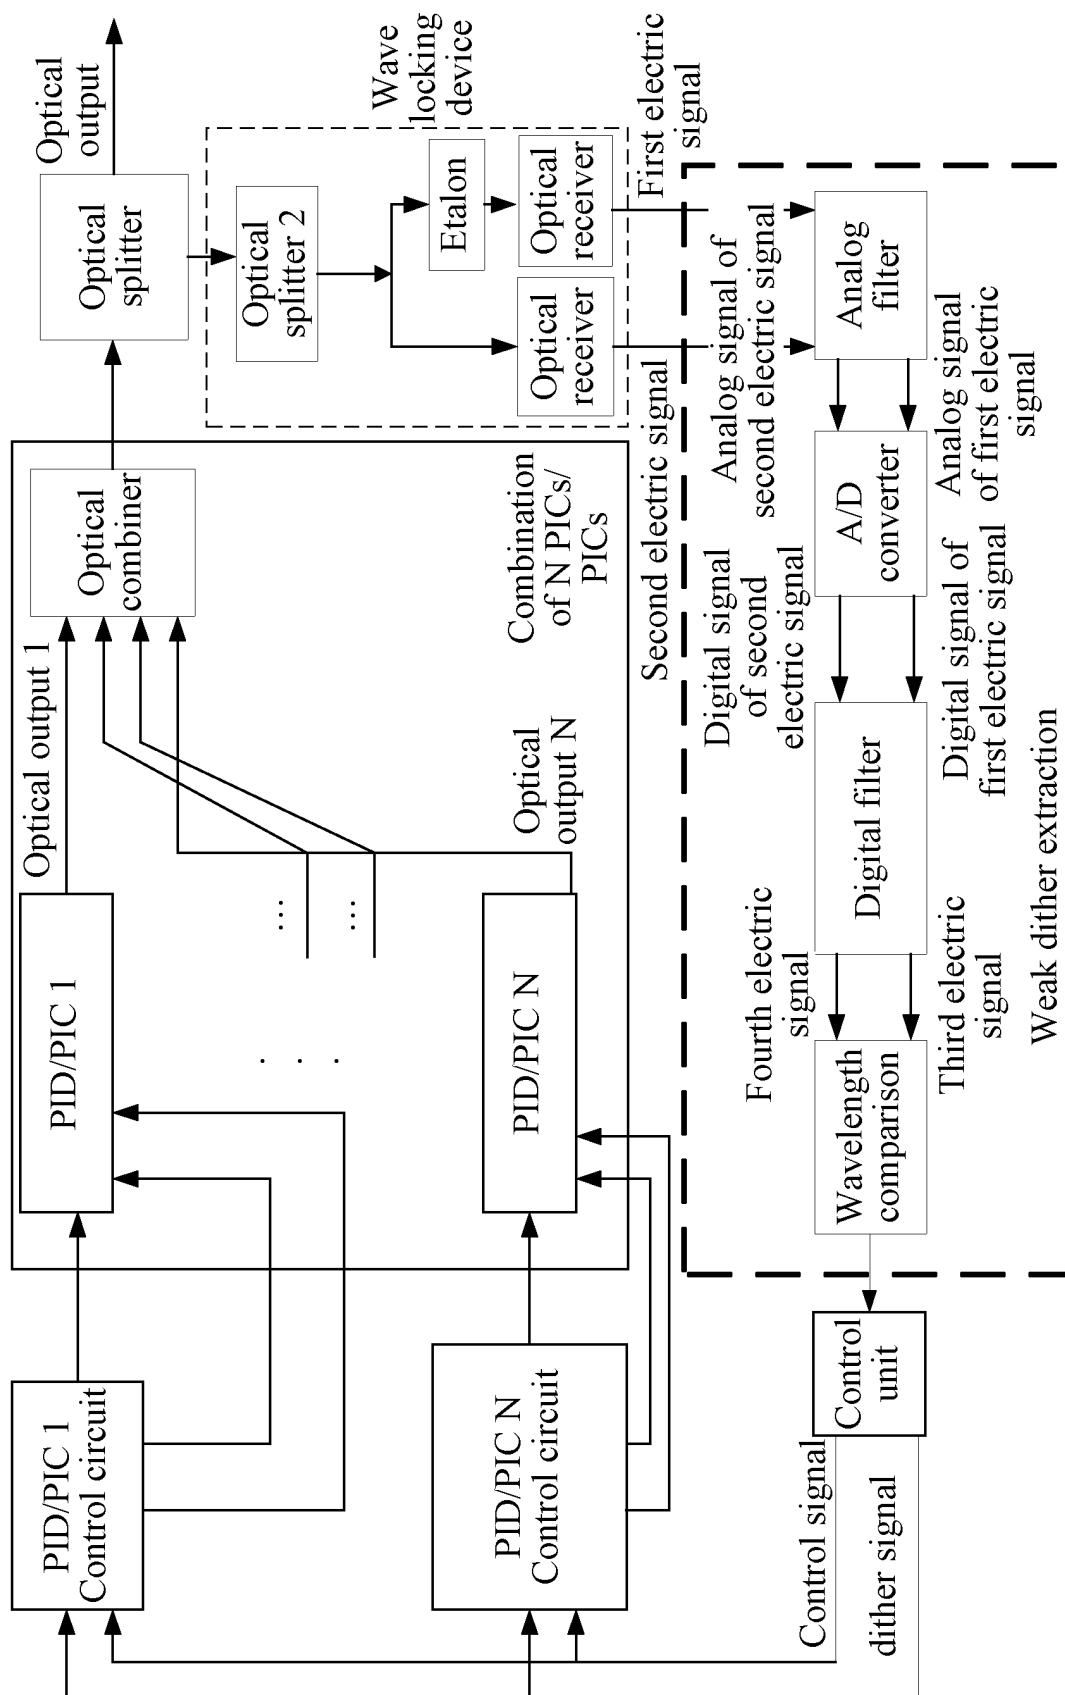 PID/PIC 1
Control circuit
PID/PIC 1
Optical output 1
Optical
combiner
Optical
splitter
Optical
output
...
...
. . .
PID/PIC N
Control circuit
PID/PIC N
Optical
output N
Combination
of N PICs/
PICs
Optical
splitter 2
Etalon
Optical
receiver
Optical
receiver
Wave
locking
device
First electric
signal
Second electric signal
Control signal
dither signal
Control
unit
Wavelength
comparison
Fourth electric
signal
Third electric
signal
Digital filter
Digital signal
of second
electric signal
Digital signal of
first electric signal
A/D
converter
Analog signal of
second electric signal
Analog signal
of first electric
signal
Analog
filter
Weak dither extraction